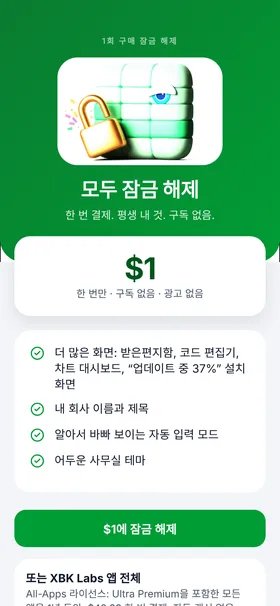 1회 구매 잠금 해제
모두 잠금 해제
한 번 결제. 평생 내 것. 구독 없음.
$1
한 번만 · 구독 없음 · 광고 없음
더 많은 화면: 받은편지함, 코드 편집기,
차트 대시보드, “업데이트 중 37%” 설치
화면
내 회사 이름과 제목
알아서 바빠 보이는 자동 입력 모드
어두운 사무실 테마
$1에 잠금 해제
또는 XBK Labs 앱 전체
All-Apps 라이선스: Ultra Premium을 포함한 모든